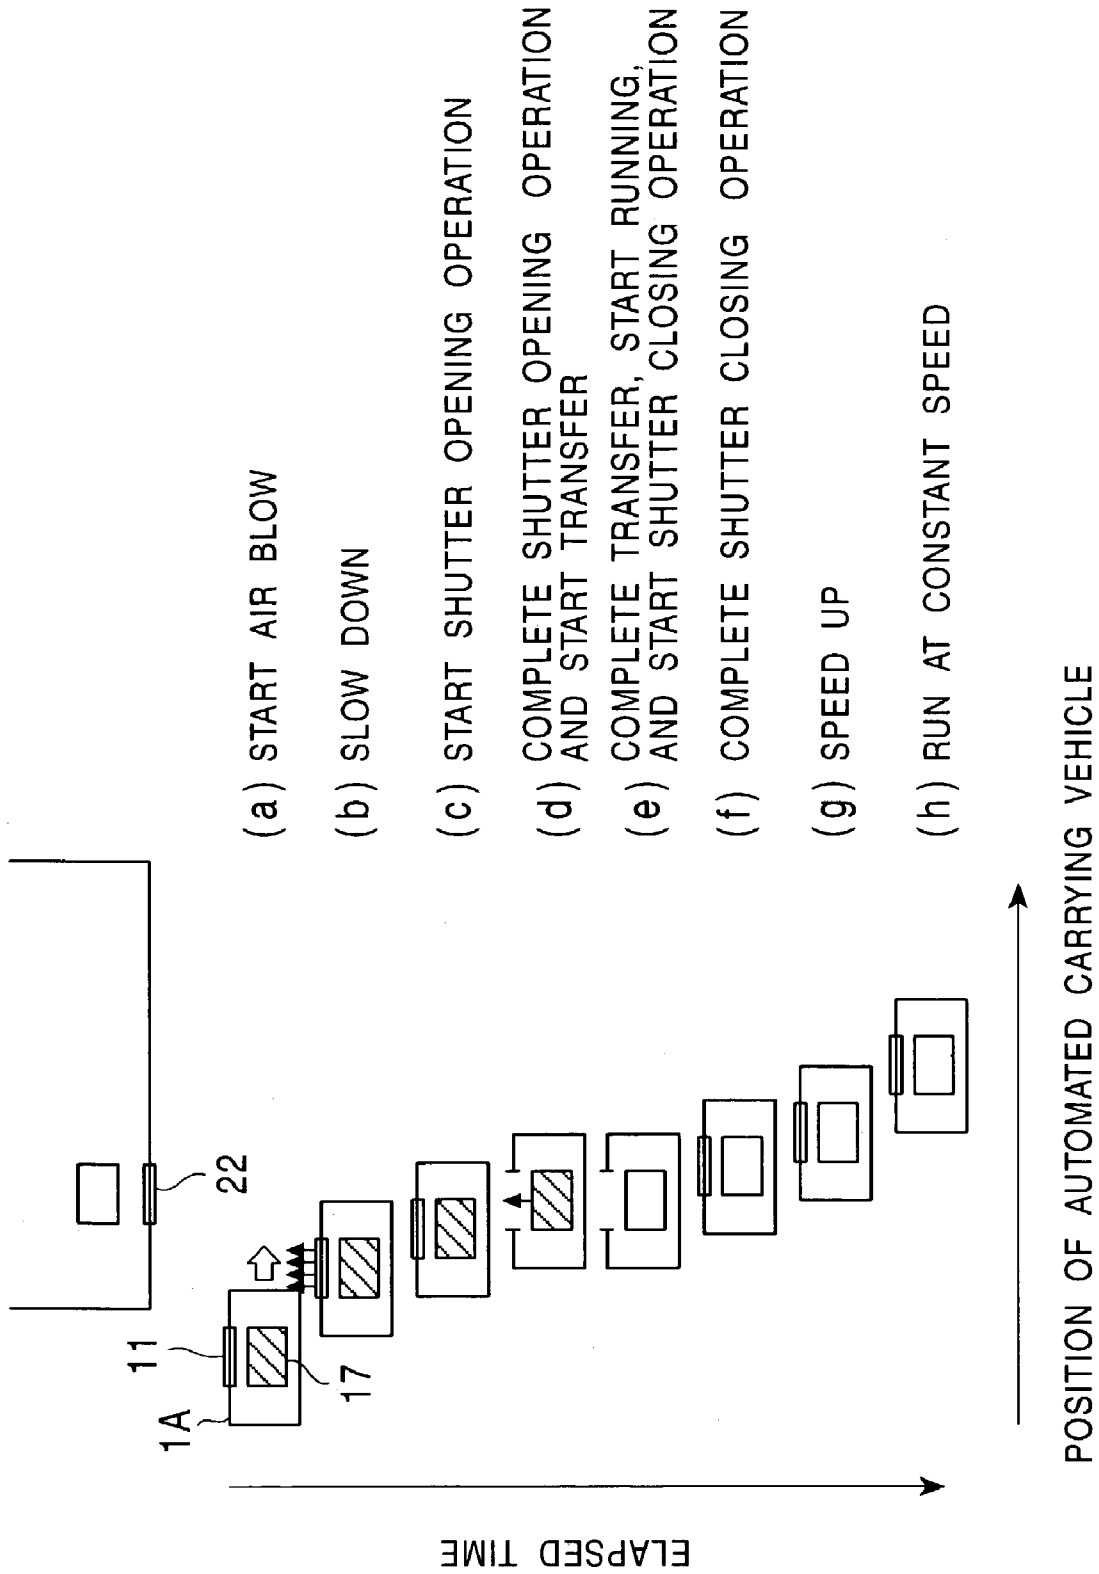 22
11
1A
17
(a) START AIR BLOW
(b) SLOW DOWN
(c) START SHUTTER OPENING OPERATION
(d) COMPLETE SHUTTER OPENING OPERATION
AND START TRANSFER
(e) COMPLETE TRANSFER, START RUNNING,
AND START SHUTTER CLOSING OPERATION
(f) COMPLETE SHUTTER CLOSING OPERATION
(g) SPEED UP
(h) RUN AT CONSTANT SPEED
ELAPSED TIME
POSITION OF AUTOMATED CARRYING VEHICLE